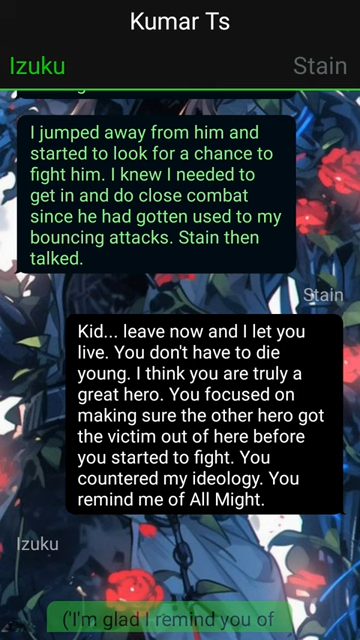 Kumar Ts
Izuku Stain
I jumped away from him and
started to look for a chance to
fight him. I knew I needed to
get in and do close combat
since he had gotten used to my
bouncing attacks. Stain then
talked.
Stain
Kid... leave now and I let you
live. You don't have to die
young. I think you are truly a
great hero. You focused on
making sure the other hero got
the victim out of here before
you started to fight. You
countered my ideology. You
remind me of All Might.
Izuku
('I'm glad I remind you of